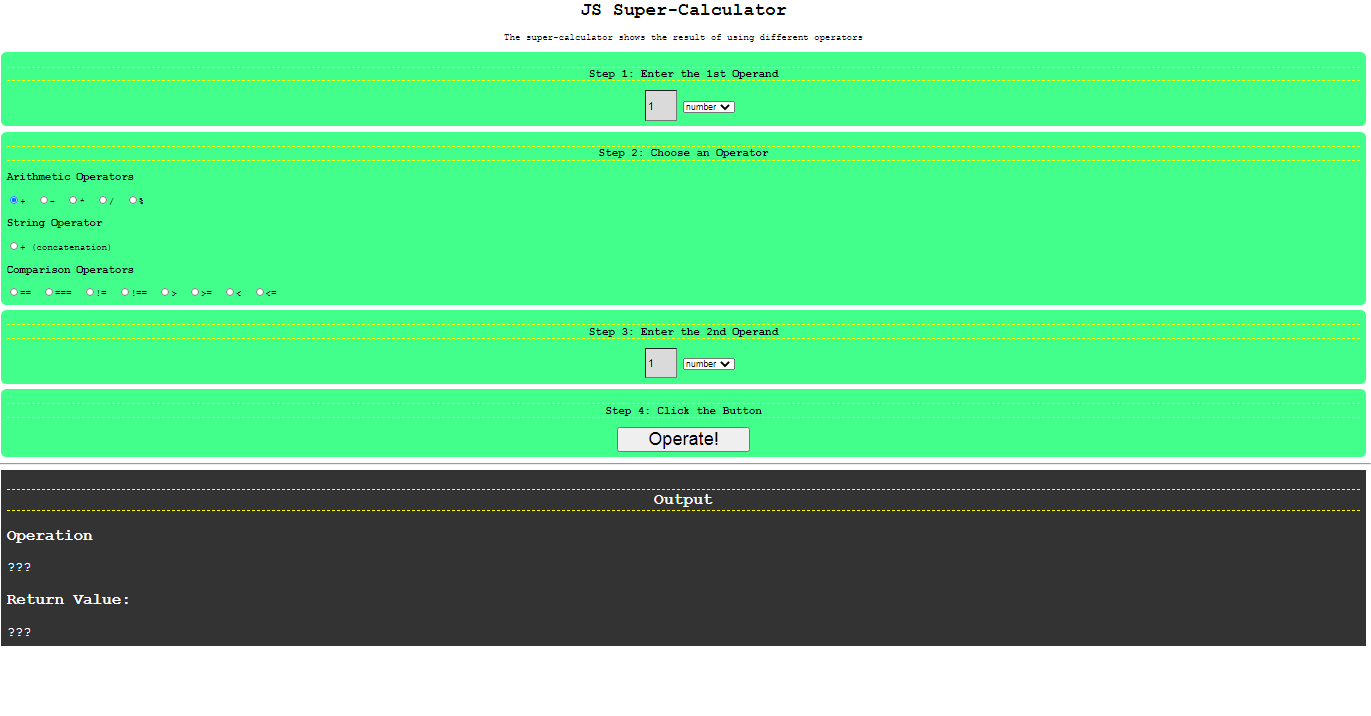 JS Super-Calculator
The super-calculator shows the result of using different operators
Step 1: Enter the 1st Operand
1 number
Step 2: Choose an Operator
Arithmetic Operators
+ - * / %
String Operator
+ (concatenation)
Comparison Operators
== === != !== > >= < <=
Step 3: Enter the 2nd Operand
1 number
Step 4: Click the Button
Operate!
Output
Operation
???
Return Value:
???